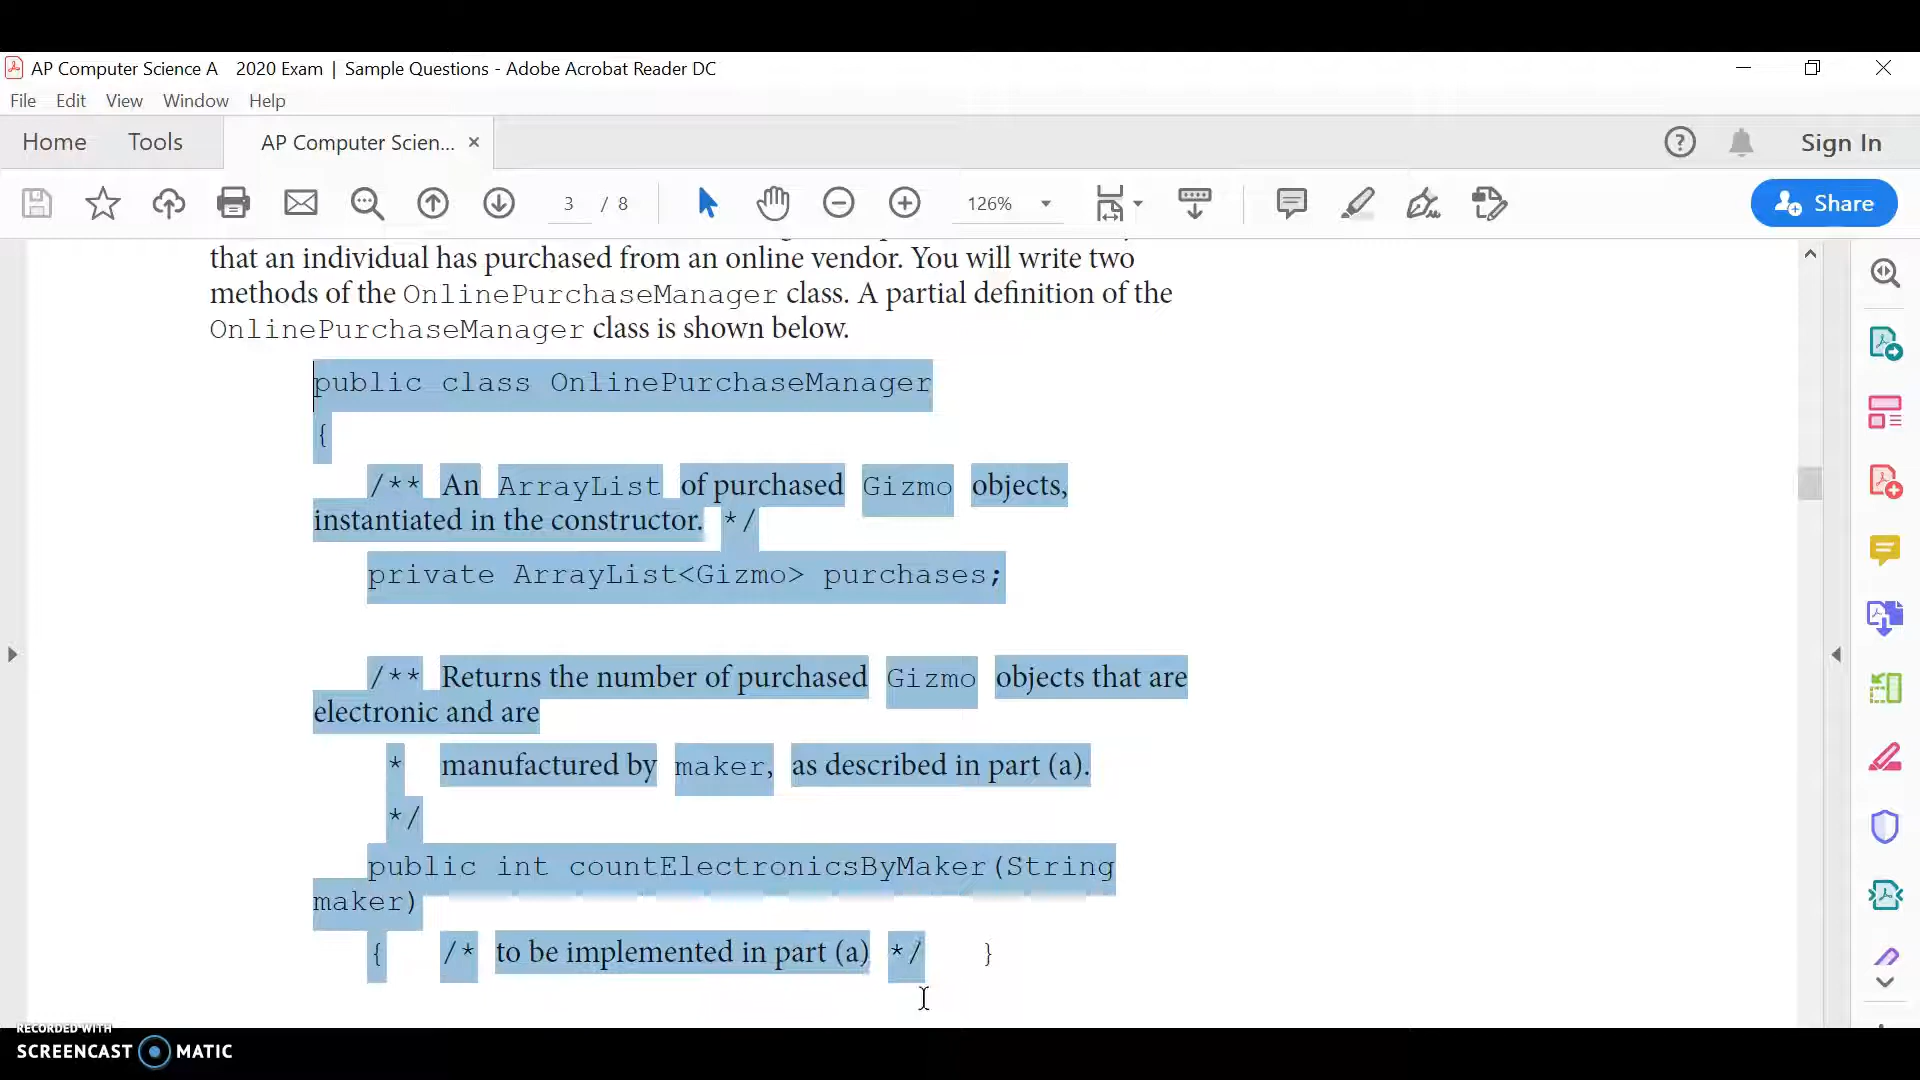 AP Computer Science A 2020 Exam | Sample Questions - Adobe Acrobat Reader DC
File Edit View Window Help
Home Tools AP Computer Scien... × Sign In
3 / 8 126% Share
that an individual has purchased from an online vendor. You will write two
methods of the OnlinePurchaseManager class. A partial definition of the
OnlinePurchaseManager class is shown below.
public class OnlinePurchaseManager
{
/** An ArrayList of purchased Gizmo objects,
instantiated in the constructor. */
private ArrayList<Gizmo> purchases;
/** Returns the number of purchased Gizmo objects that are
electronic and are
* manufactured by maker, as described in part (a).
*/
public int countElectronicsByMaker(String
maker)
{ /* to be implemented in part (a) */ }
RECORDED WITH
SCREENCAST MATIC